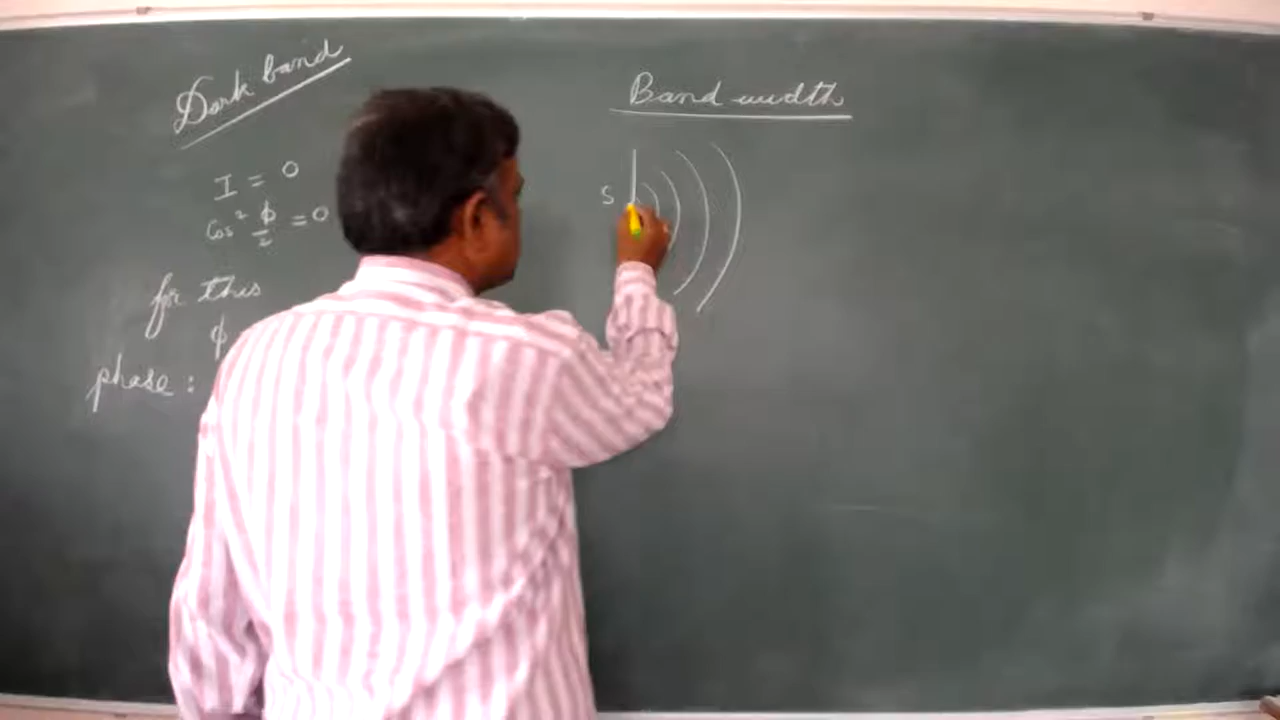 Dark band
I = 0
Cos² φ/2 = 0
for this
φ
phase :
Band width
S